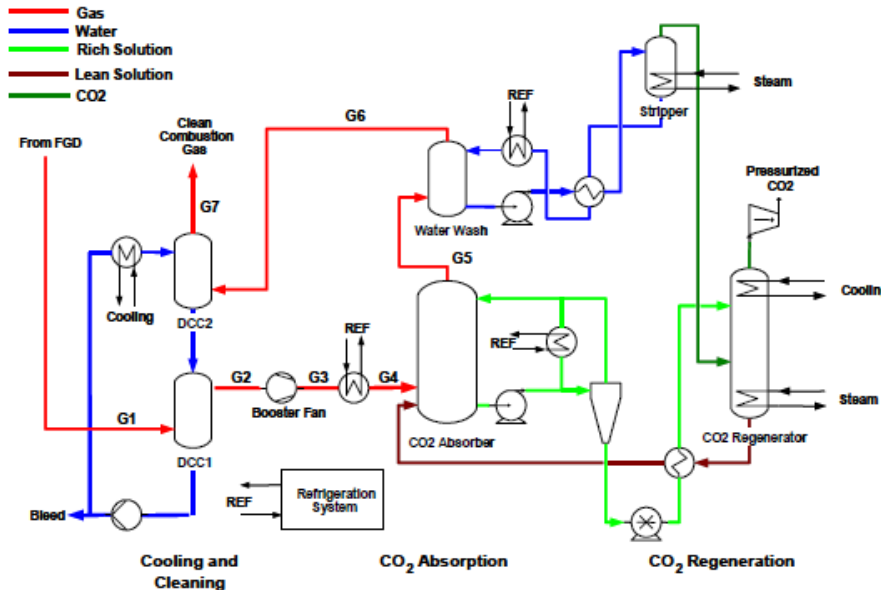 Gas
Water
Rich Solution
Lean Solution
CO2
From FGD
Clean
Combustion
Gas
G7
G6
REF
Stripper
Steam
Pressurized
CO2
Water Wash
G5
Cooling
DCC2
REF
REF
Coolin
G2
G3
G4
Booster Fan
G1
DCC1
CO2 Absorber
Steam
CO2 Regenerator
Refrigeration
System
REF
Bleed
Cooling and
Cleaning
CO2 Absorption
CO2 Regeneration